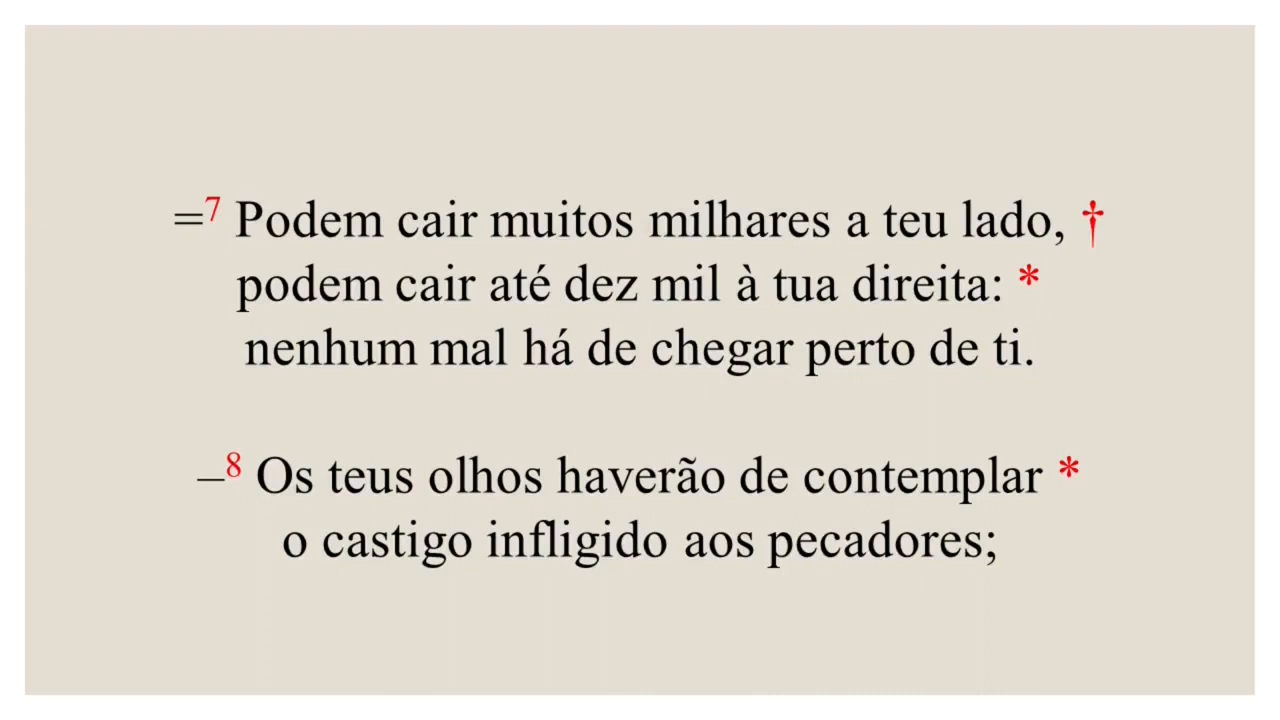 =7 Podem cair muitos milhares a teu lado, †
podem cair até dez mil à tua direita: *
nenhum mal há de chegar perto de ti.
–8 Os teus olhos haverão de contemplar *
o castigo infligido aos pecadores;